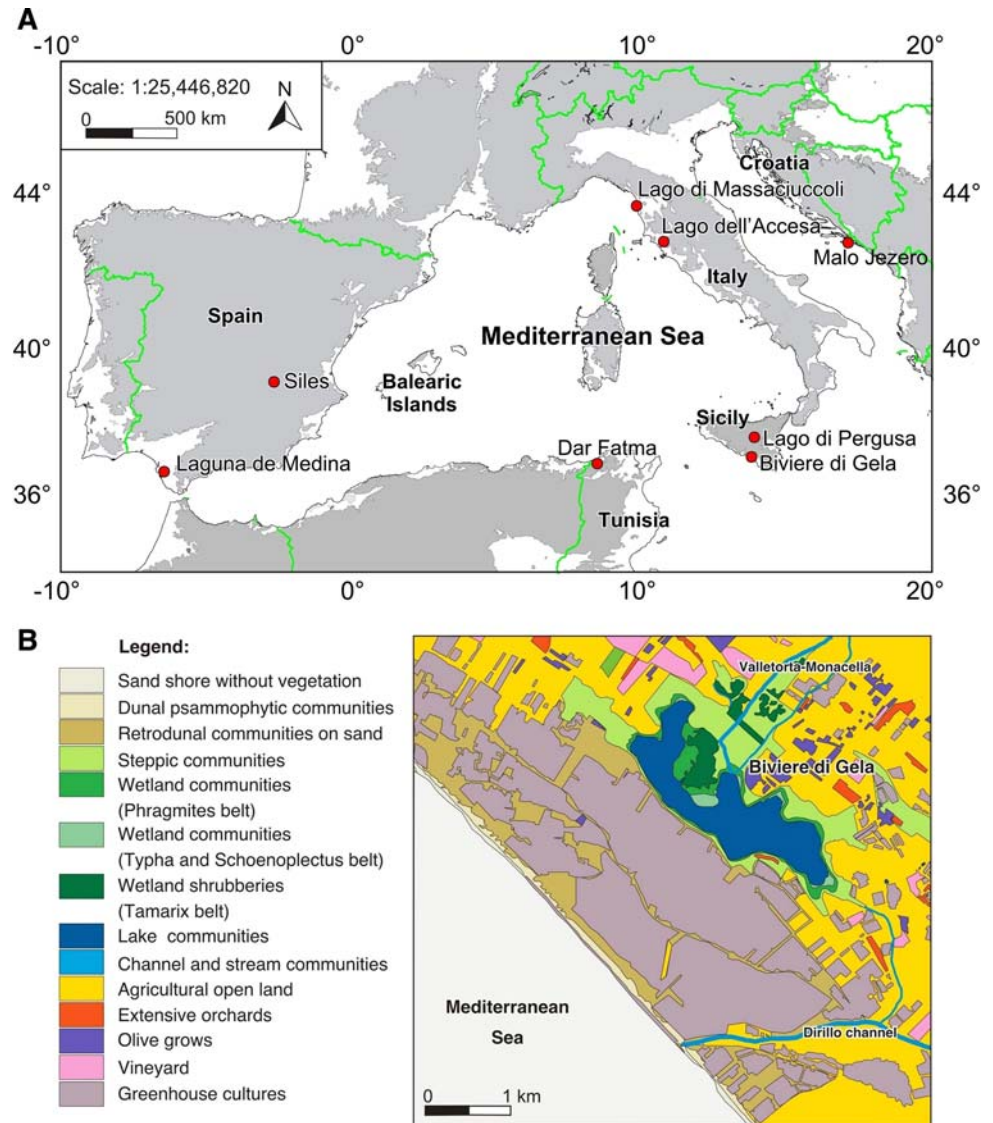 A
-10° 0° 10° 20°
Scale: 1:25,446,820
N
0 500 km
Croatia
44° 44°
Lago di Massaciuccoli
Lago dell'Accesa
Malo Jezero
Italy
Spain
Mediterranean Sea
40° 40°
Siles
Balearic
Islands
Sicily
Lago di Pergusa
Dar Fatma
Laguna de Medina
Biviere di Gela
36° 36°
Tunisia
-10° 0° 10° 20°
B
Legend:
Sand shore without vegetation
Dunal psammophytic communities
Retrodunal communities on sand
Steppic communities
Wetland communities
(Phragmites belt)
Wetland communities
(Typha and Schoenoplectus belt)
Wetland shrubberies
(Tamarix belt)
Lake communities
Channel and stream communities
Agricultural open land
Extensive orchards
Olive grows
Vineyard
Greenhouse cultures
Valletorta-Monacella
Biviere di Gela
Mediterranean
Sea
Dirillo channel
0 1 km